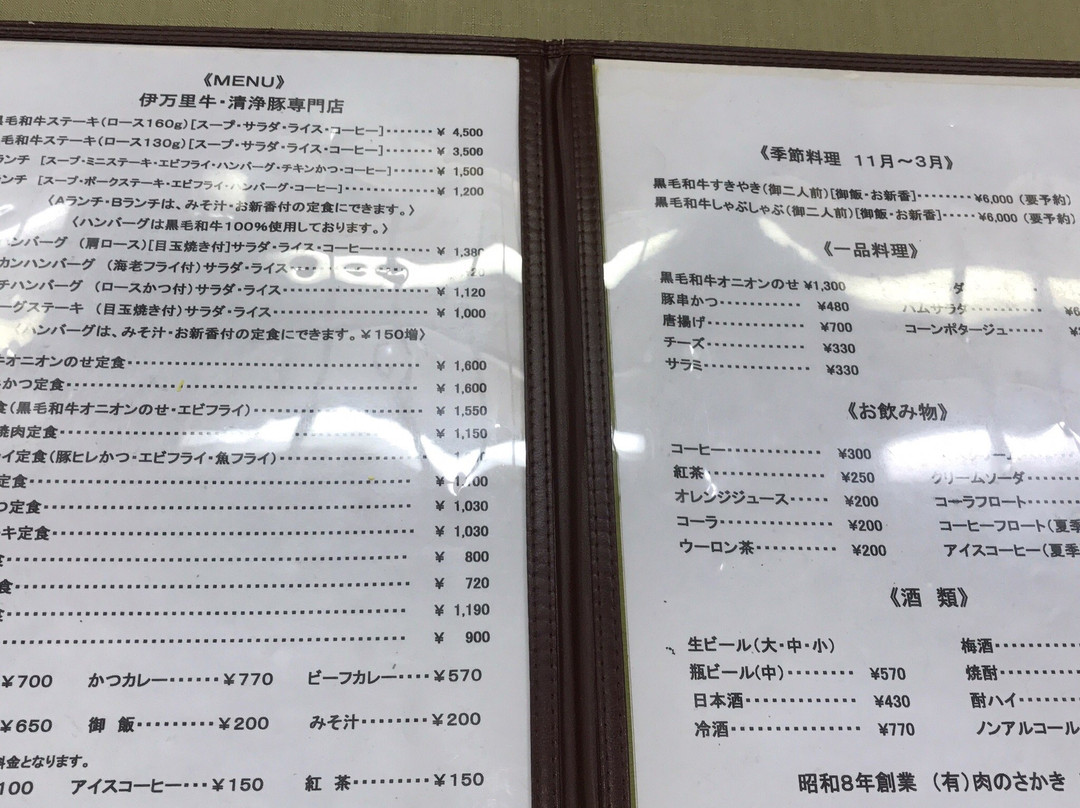 《MENU》
伊万里牛・清浄豚専門店
黒毛和牛ステーキ(ロース160g)[スープ・サラダ・ライス・コーヒー]‥‥‥¥ 4,500
毛和牛ステーキ(ロース130g)[スープ・サラダ・ライス・コーヒー]‥‥‥¥ 3,500
ランチ [スープ・ミニステーキ・エビフライ・ハンバーグ・チキンかつ・コーヒー]‥‥‥¥ 1,500
ランチ [スープ・ポークステーキ・エビフライ・ハンバーグ・コーヒー]‥‥‥¥ 1,200
〈Aランチ・Bランチは、みそ汁・お新香付の定食にできます。〉
〈ハンバーグは黒毛和牛100%使用しております。〉
ハンバーグ (肩ロース)[目玉焼き付]サラダ・ライス・コーヒー‥‥‥¥ 1,380
カンハンバーグ (海老フライ付)サラダ・ライス‥‥‥
チハンバーグ (ロースかつ付)サラダ・ライス‥‥‥¥ 1,120
ーグステーキ (目玉焼き付)サラダ・ライス‥‥‥¥ 1,000
〈ハンバーグは、みそ汁・お新香付の定食にできます。¥150増〉
牛オニオンのせ定食‥‥‥¥ 1,600
かつ定食‥‥‥¥ 1,600
食(黒毛和牛オニオンのせ・エビフライ)‥‥‥¥ 1,550
焼肉定食‥‥‥¥ 1,150
イ定食(豚ヒレかつ・エビフライ・魚フライ)‥‥‥
定食‥‥‥¥
つ定食‥‥‥¥ 1,030
キ定食‥‥‥¥ 1,030
食‥‥‥¥ 800
食‥‥‥¥ 720
食‥‥‥¥ 1,190
‥‥‥¥ 900
¥700 かつカレー‥‥‥¥770 ビーフカレー‥‥‥¥570
¥650 御 飯‥‥‥¥200 みそ汁‥‥‥¥200
料金となります。
100 アイスコーヒー‥‥‥¥150 紅 茶‥‥‥¥150
《季節料理 11月～3月》
黒毛和牛すきやき(御二人前)[御飯・お新香]‥‥‥¥6,000 (要予約)
黒毛和牛しゃぶしゃぶ(御二人前)[御飯・お新香]‥‥‥¥6,000 (要予約)
《一品料理》
黒毛和牛オニオンのせ ¥1,300 ダ‥‥‥
豚串かつ‥‥‥¥480 ハムサラダ‥‥‥
唐揚げ‥‥‥¥700 コーンポタージュ‥‥‥
チーズ‥‥‥¥330
サラミ‥‥‥¥330
《お飲み物》
コーヒー‥‥‥¥300
紅茶‥‥‥¥250 クリームソーダ‥‥‥
オレンジジュース‥‥‥¥200 コーラフロート‥‥‥
コーラ‥‥‥¥200 コーヒーフロート(夏季
ウーロン茶‥‥‥¥200 アイスコーヒー(夏季
《酒 類》
生ビール(大・中・小) 梅酒‥‥‥
瓶ビール(中)‥‥‥¥570 焼酎‥‥‥
日本酒‥‥‥¥430 酎ハイ‥‥‥
冷酒‥‥‥¥770 ノンアルコール
昭和8年創業 (有)肉のさかき